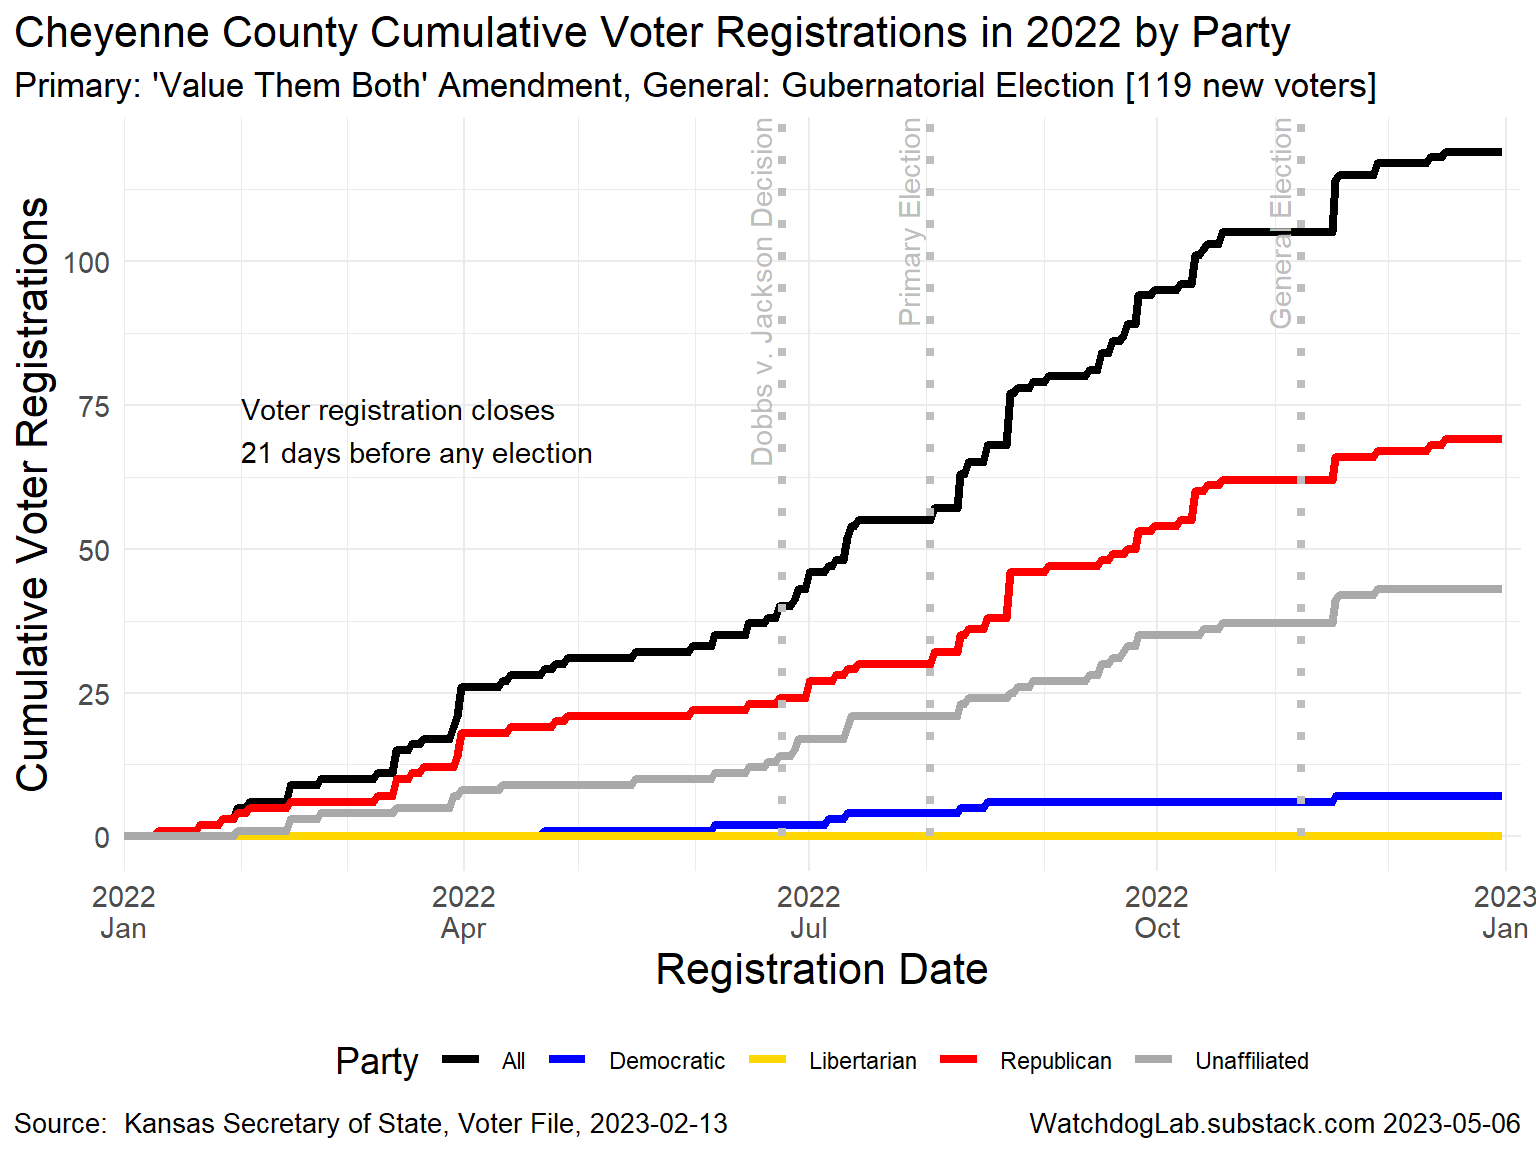 Cheyenne County Cumulative Voter Registrations in 2022 by Party
Primary: 'Value Them Both' Amendment, General: Gubernatorial Election [119 new voters]
Cumulative Voter Registrations
100
75
50
25
0
Dobbs v. Jackson Decision
Primary Election
General Election
Voter registration closes
21 days before any election
2022 2022 2022 2022 2023
Jan Apr Jul Oct Jan
Registration Date
Party All Democratic Libertarian Republican Unaffiliated
Source:  Kansas Secretary of State, Voter File, 2023-02-13
WatchdogLab.substack.com 2023-05-06